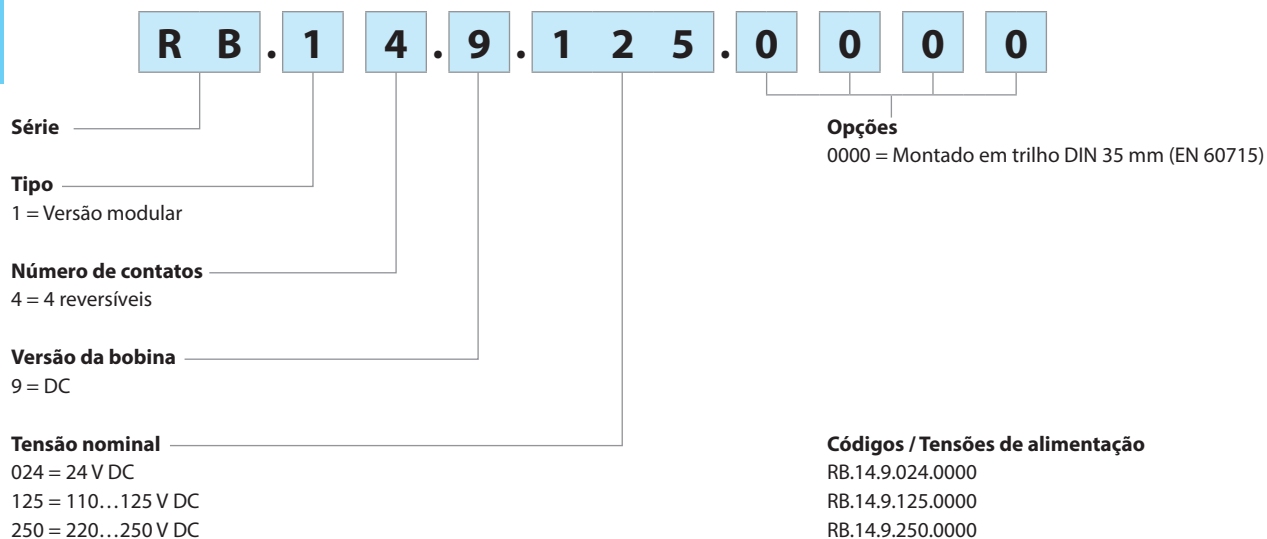 R B . 1 4 . 9 . 1 2 5 . 0 0 0 0
Série
Tipo
1 = Versão modular
Número de contatos
4 = 4 reversíveis
Versão da bobina
9 = DC
Tensão nominal
024 = 24 V DC
125 = 110…125 V DC
250 = 220…250 V DC
Opções
0000 = Montado em trilho DIN 35 mm (EN 60715)
Códigos / Tensões de alimentação
RB.14.9.024.0000
RB.14.9.125.0000
RB.14.9.250.0000